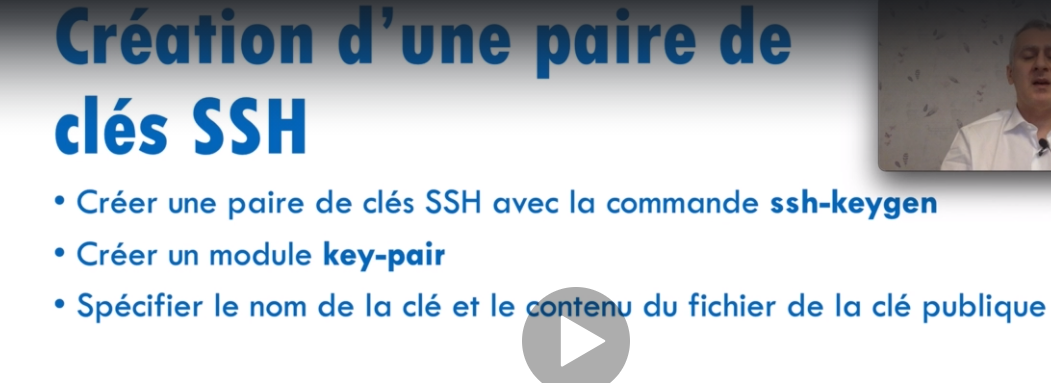 Création d’une paire de
clés SSH
• Créer une paire de clés SSH avec la commande ssh-keygen
• Créer un module key-pair
• Spécifier le nom de la clé et le contenu du fichier de la clé publique